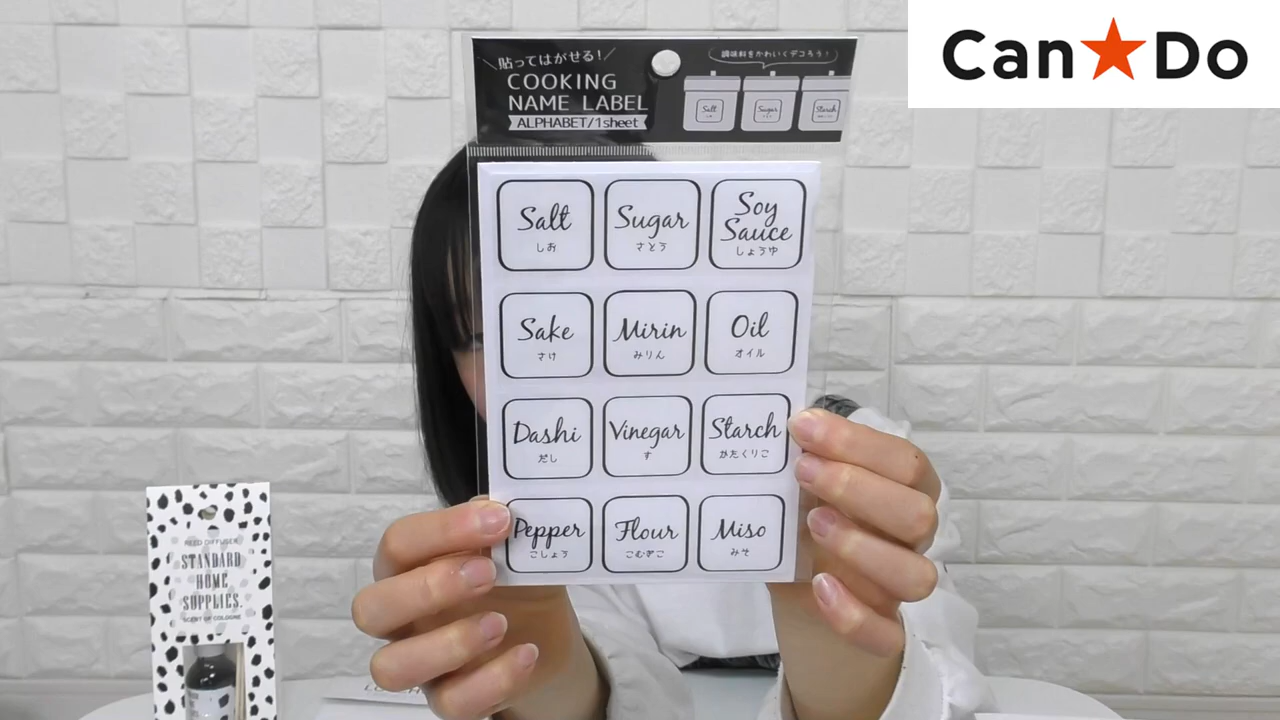 Can★Do
貼ってはがせる!
調味料をかわいくデコろう!
COOKING
NAME LABEL
ALPHABET/1sheet
Salt
Sugar
Starch
Salt
しお
Sugar
さとう
Soy
Sauce
しょうゆ
Sake
さけ
Mirin
みりん
Oil
オイル
Dashi
だし
Vinegar
す
Starch
かたくりこ
Pepper
こしょう
Flour
こむぎこ
Miso
みそ
REED DIFFUSER
STANDARD
HOME
SUPPLIES.
SCENT OF COLOGNE